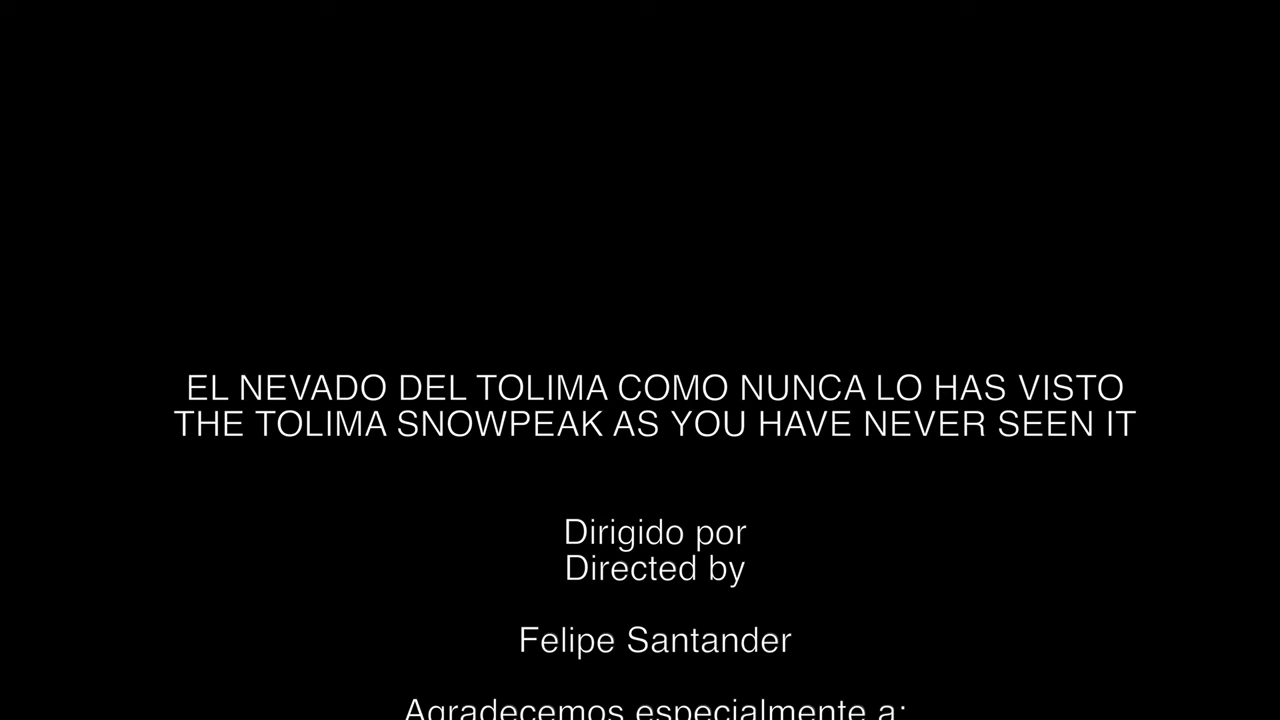 EL NEVADO DEL TOLIMA COMO NUNCA LO HAS VISTO
THE TOLIMA SNOWPEAK AS YOU HAVE NEVER SEEN IT
Dirigido por
Directed by
Felipe Santander
Agradecemos especialmente a: